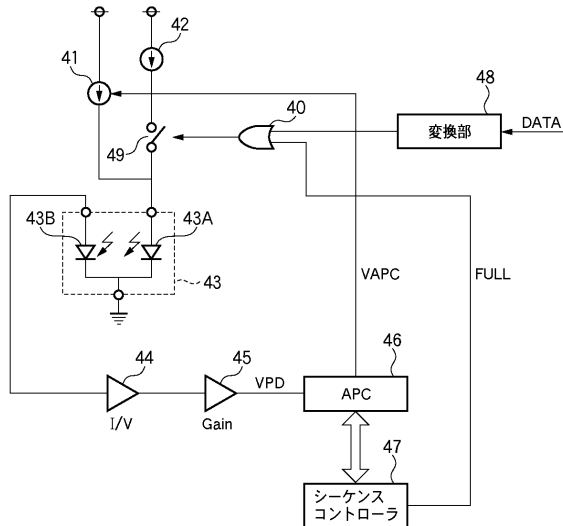 42
41
48
40
変換部
DATA
49
43B
43A
43
VAPC
FULL
44
45
46
VPD
APC
I/V
Gain
47
シーケンス
コントローラ